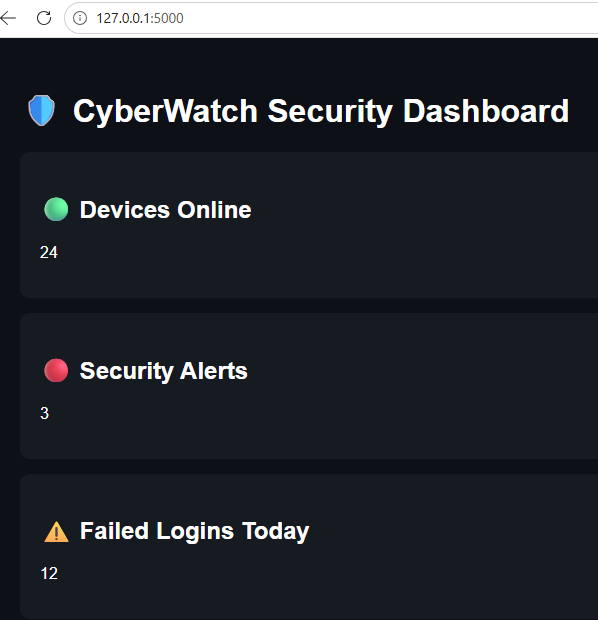 127.0.0.1:5000
🛡️ CyberWatch Security Dashboard
🟢 Devices Online
24
🔴 Security Alerts
3
⚠️ Failed Logins Today
12